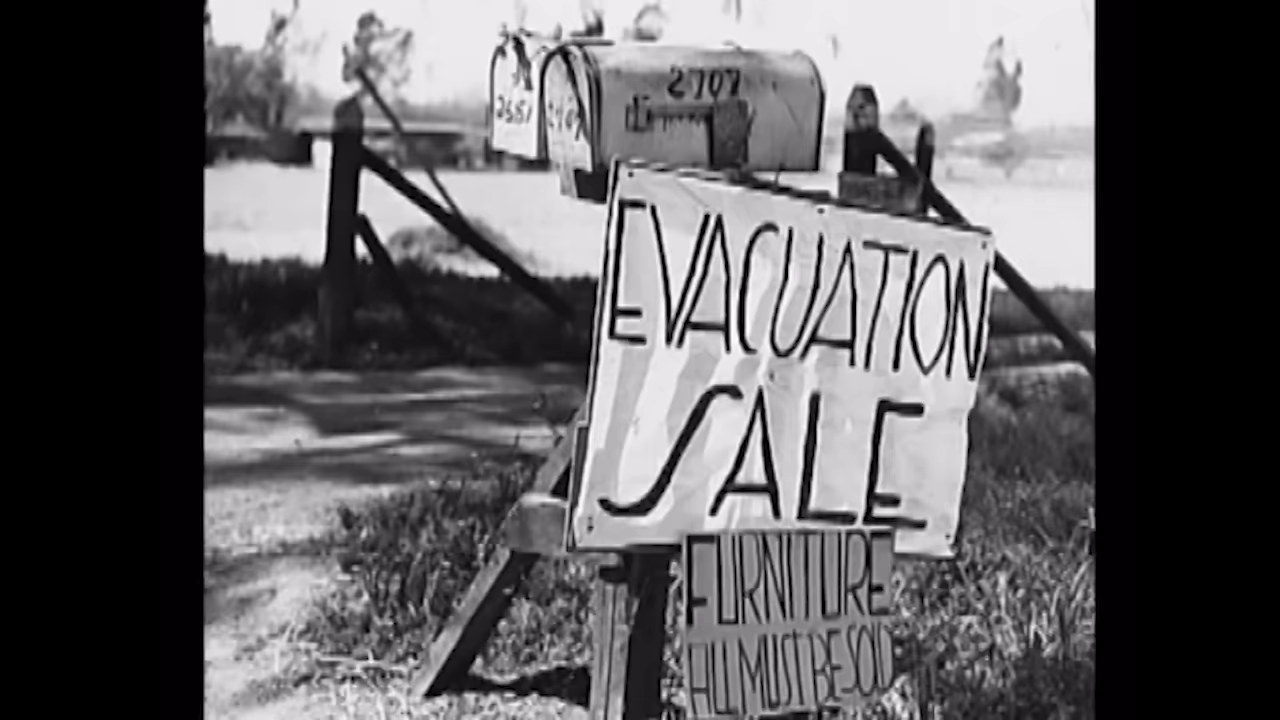 2707
EVACUATION
SALE
FURNITURE
ALL MUST BE SOLD